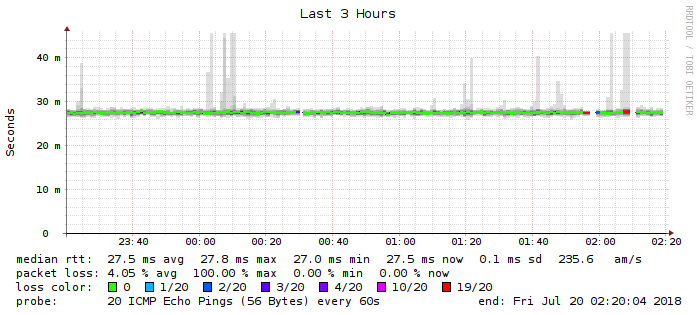 Last 3 Hours
RRDTOOL / TOBI OETIKER
Seconds
40 m
30 m
20 m
10 m
0
23:40 00:00 00:20 00:40 01:00 01:20 01:40 02:00 02:20
median rtt: 27.5 ms avg 27.8 ms max 27.0 ms min 27.5 ms now 0.1 ms sd 235.6 am/s
packet loss: 4.05 % avg 100.00 % max 0.00 % min 0.00 % now
loss color: 0 1/20 2/20 3/20 4/20 10/20 19/20
probe: 20 ICMP Echo Pings (56 Bytes) every 60s end: Fri Jul 20 02:20:04 2018